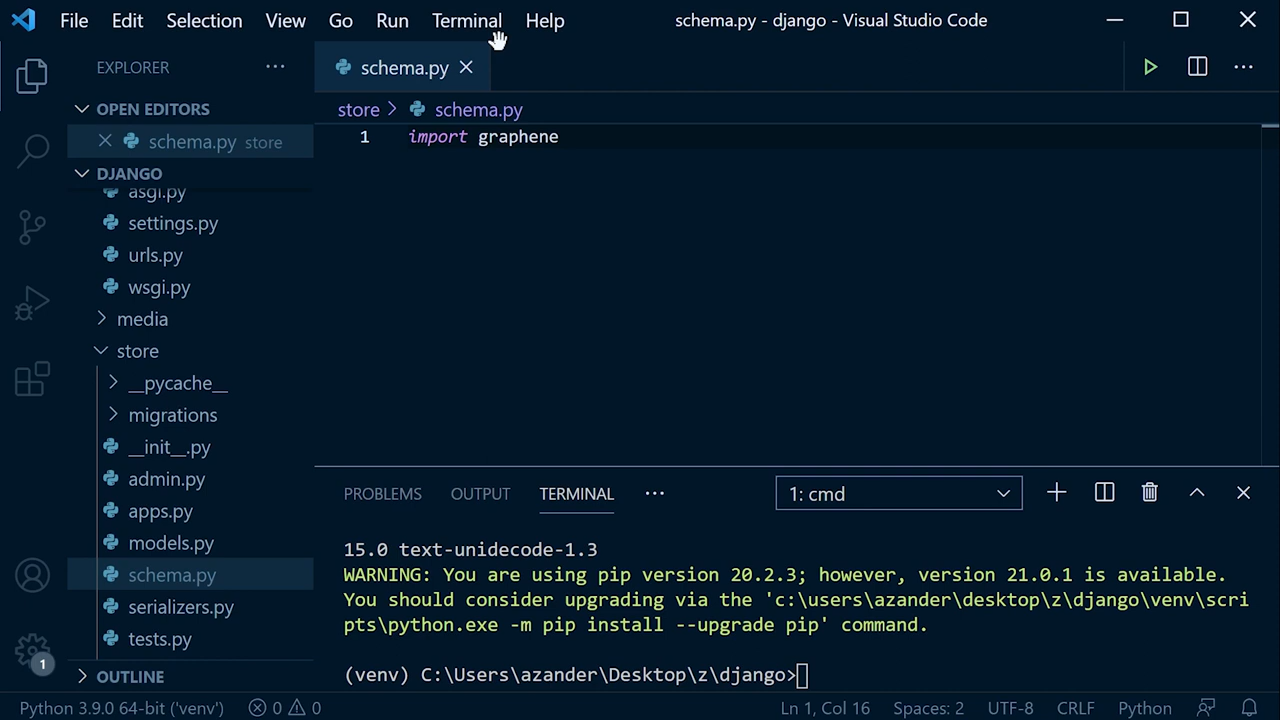 File Edit Selection View Go Run Terminal Help schema.py - django - Visual Studio Code
EXPLORER
schema.py
OPEN EDITORS
schema.py store
DJANGO
asgi.py
settings.py
urls.py
wsgi.py
media
store
__pycache__
migrations
__init__.py
admin.py
apps.py
models.py
schema.py
serializers.py
tests.py
OUTLINE
store > schema.py
1 import graphene
PROBLEMS OUTPUT TERMINAL 1: cmd
15.0 text-unidecode-1.3
WARNING: You are using pip version 20.2.3; however, version 21.0.1 is available.
You should consider upgrading via the 'c:\users\azander\desktop\z\django\venv\scri
pts\python.exe -m pip install --upgrade pip' command.
(venv) C:\Users\azander\Desktop\z\django>
1
Python 3.9.0 64-bit ('venv') 0 0 Ln 1, Col 16 Spaces: 2 UTF-8 CRLF Python